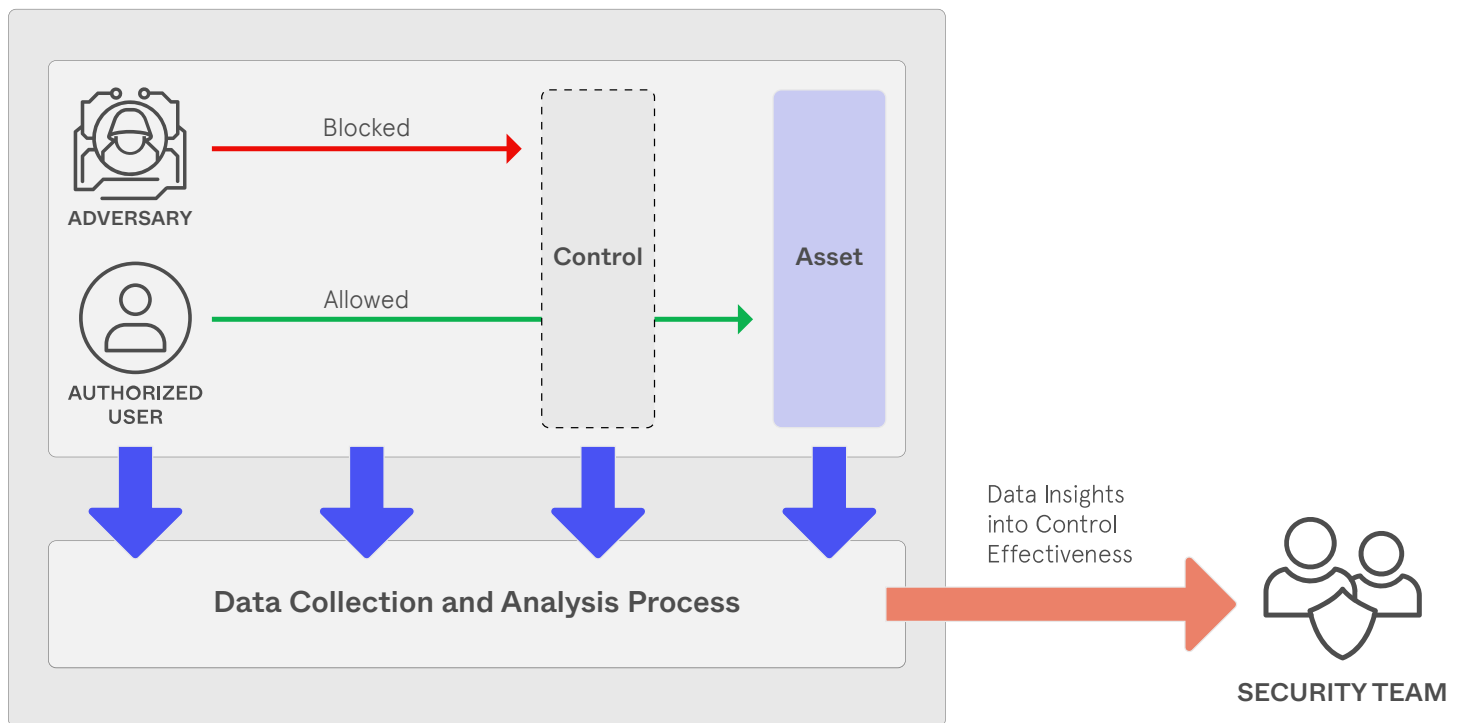 Blocked
ADVERSARY
Control
Asset
Allowed
AUTHORIZED
USER
Data Insights
into Control
Effectiveness
Data Collection and Analysis Process
SECURITY TEAM